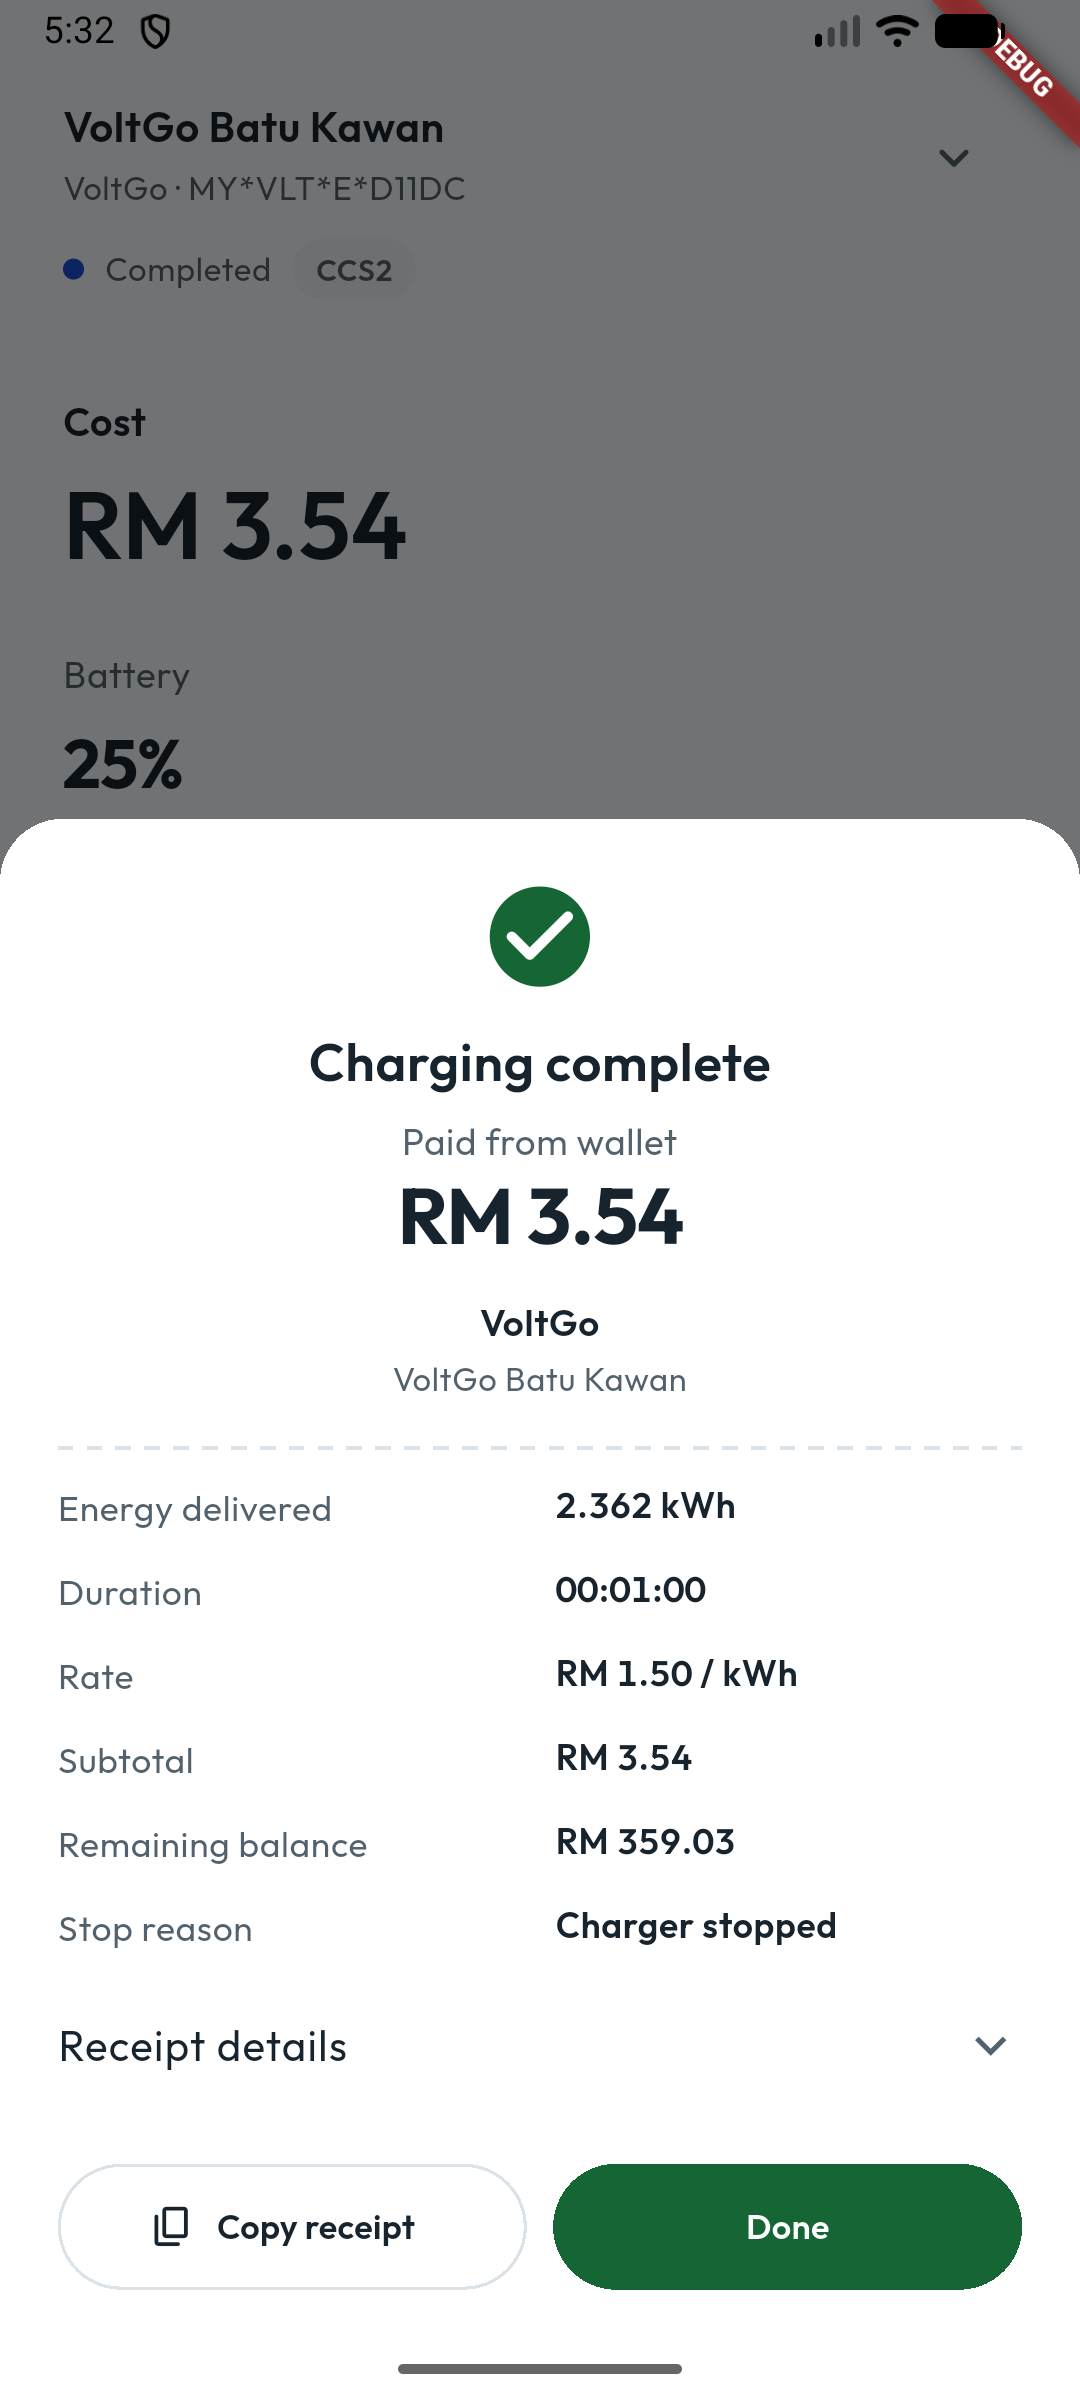 5:32
DEBUG
VoltGo Batu Kawan
VoltGo · MY*VLT*E*D11DC
Completed
CCS2
Cost
RM 3.54
Battery
25%
Charging complete
Paid from wallet
RM 3.54
VoltGo
VoltGo Batu Kawan
Energy delivered 2.362 kWh
Duration 00:01:00
Rate RM 1.50 / kWh
Subtotal RM 3.54
Remaining balance RM 359.03
Stop reason Charger stopped
Receipt details
Copy receipt
Done